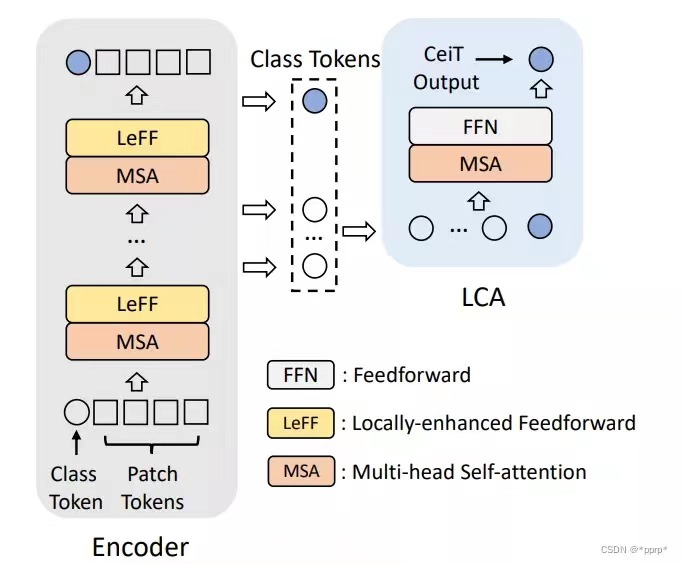 Class Tokens
CeiT
Output
LeFF
MSA
...
LeFF
MSA
Class
Token
Patch
Tokens
Encoder
...
FFN
MSA
...
LCA
FFN : Feedforward
LeFF : Locally-enhanced Feedforward
MSA : Multi-head Self-attention
CSDN @*pprp*